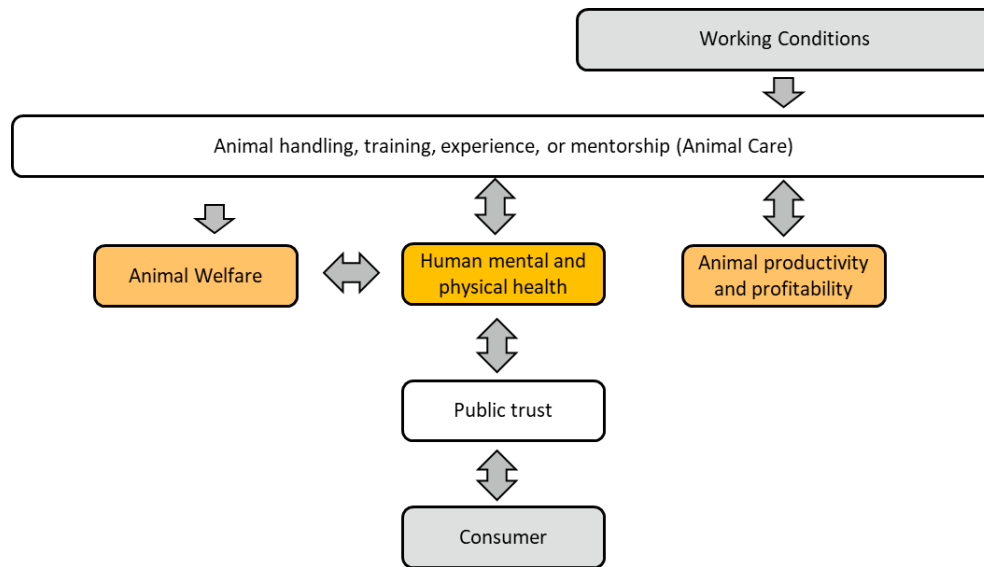 Working Conditions
Animal handling, training, experience, or mentorship (Animal Care)
Animal Welfare
Human mental and
physical health
Animal productivity
and profitability
Public trust
Consumer